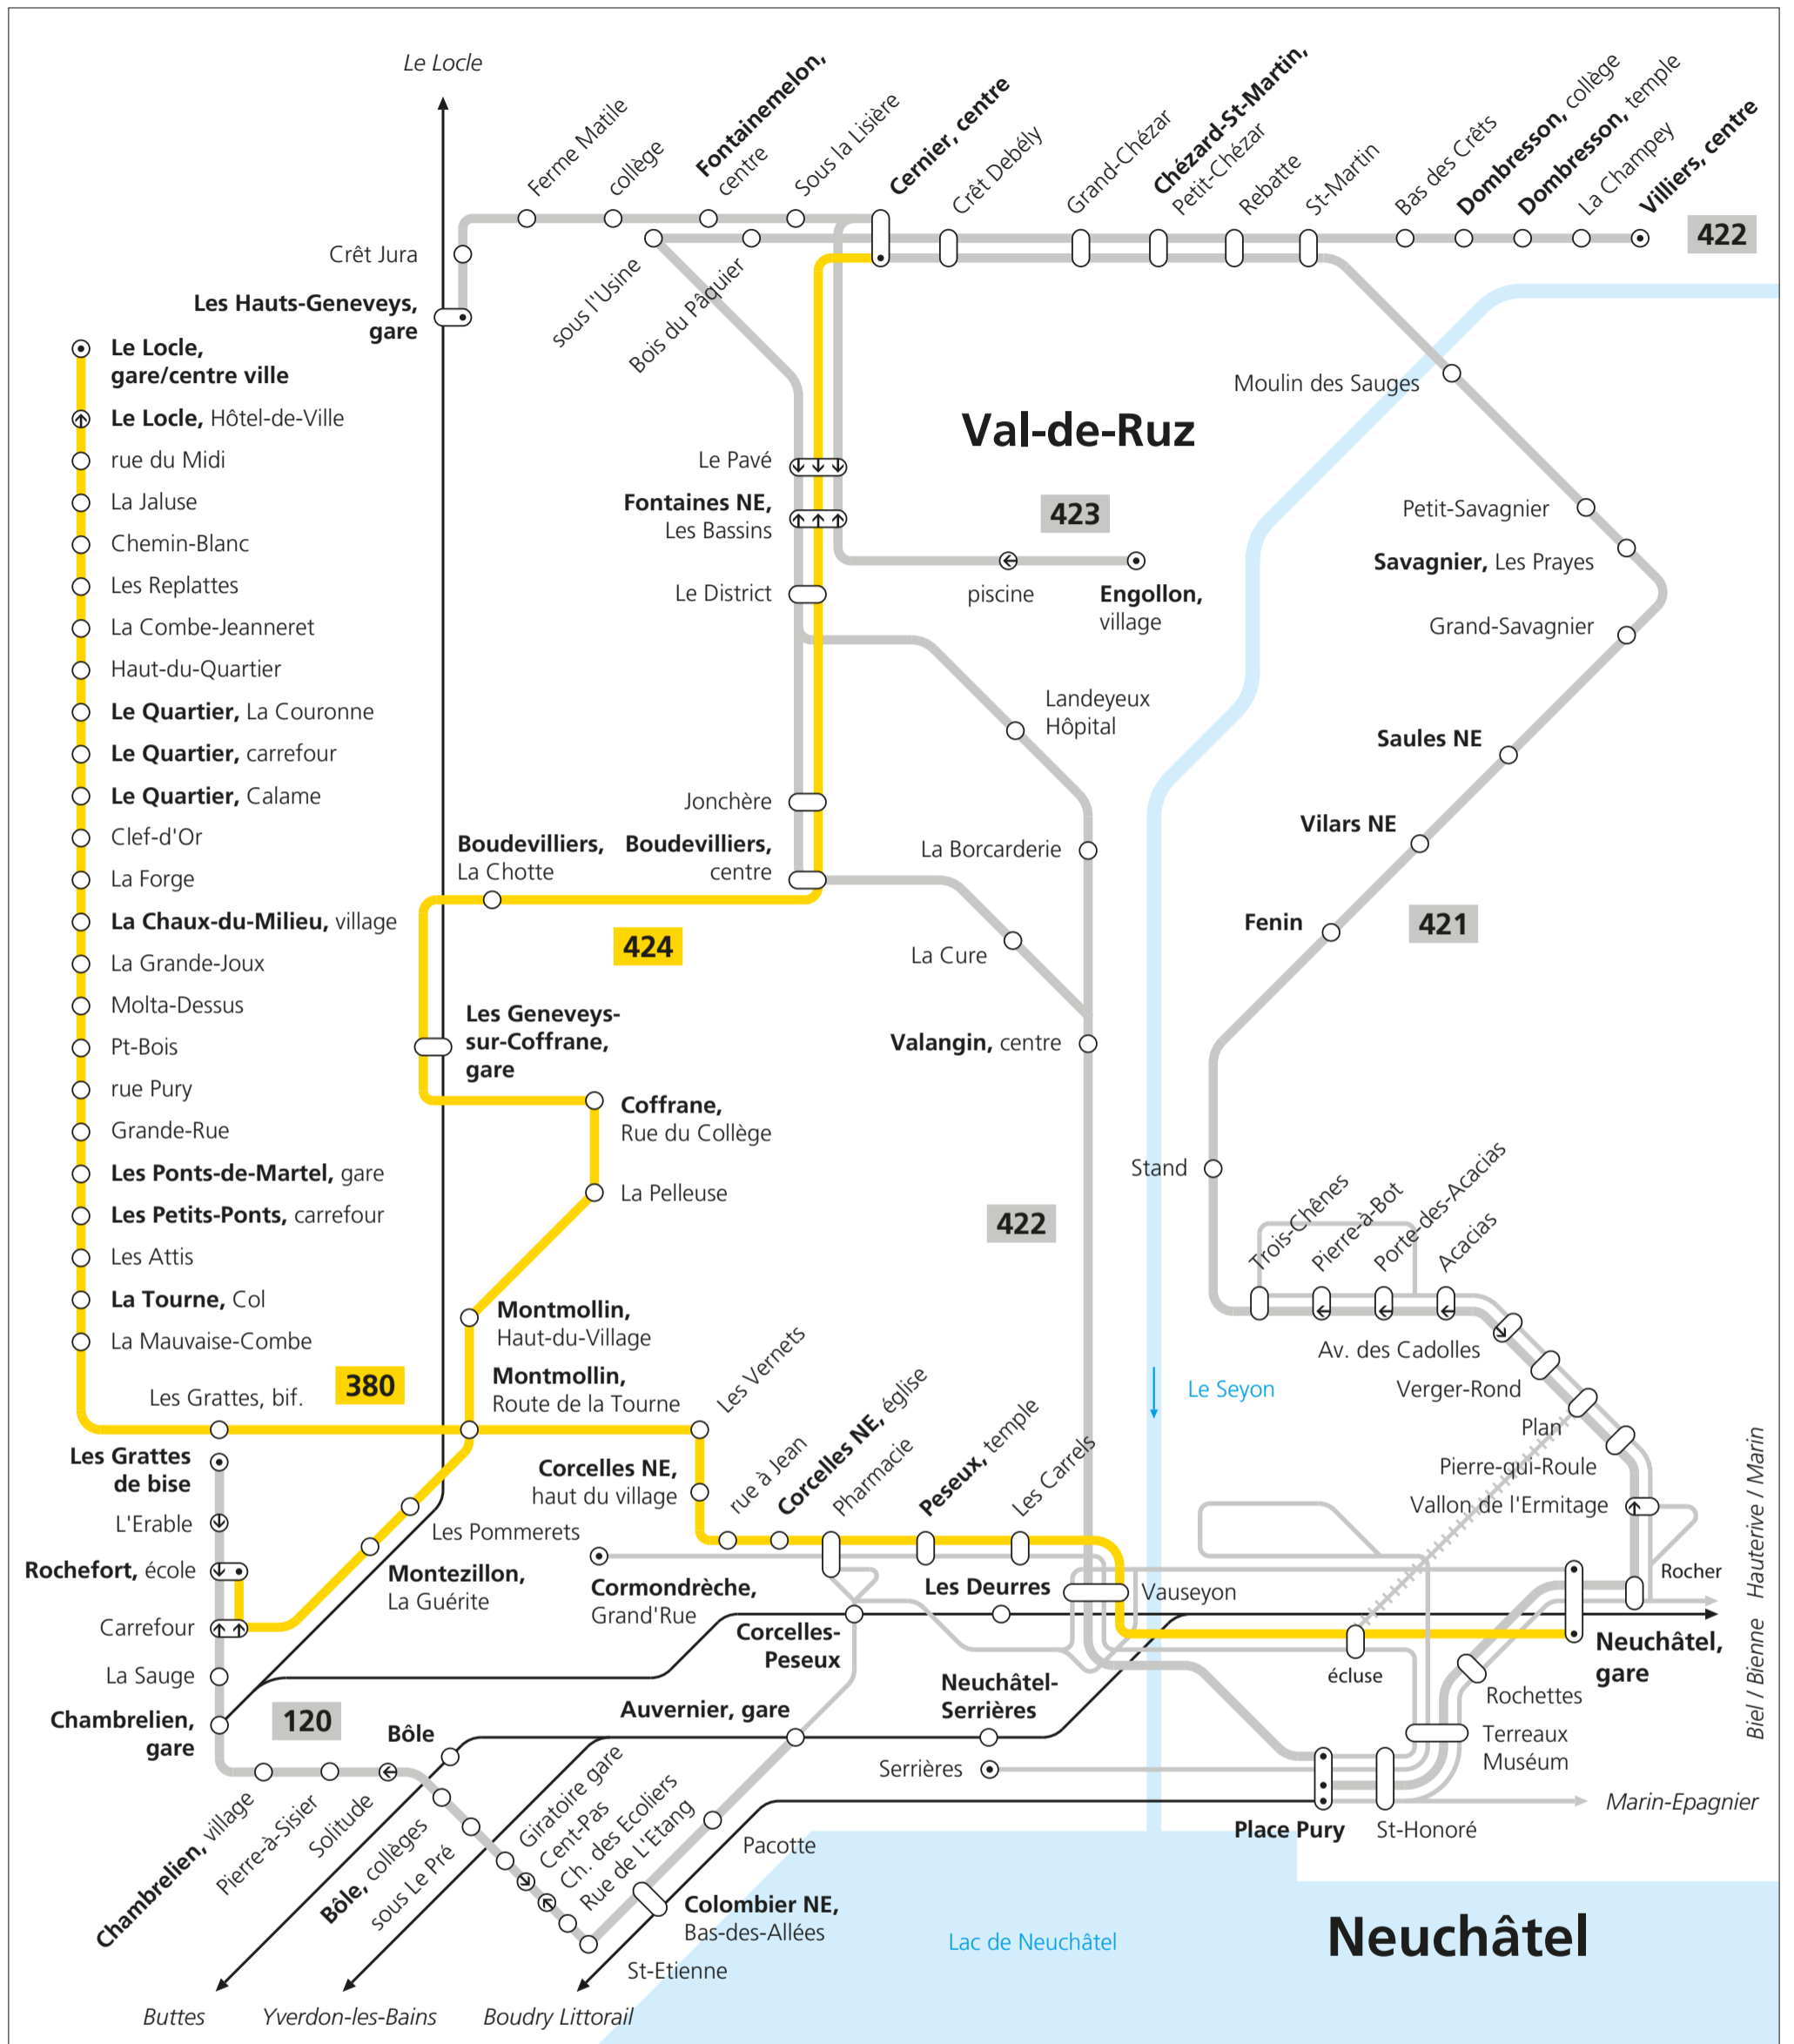 Le Locle
Ferme Matile
collège
Fontainemelon,
centre
Sous la Lisière
Cernier, centre
Crêt Debély
Grand-Chézar
Chézard-St-Martin,
Petit-Chézar
Rebatte
St-Martin
Bas des Crêts
Dombresson, collège
Dombresson, temple
La Champey
Villiers, centre
422
Crêt Jura
Les Hauts-Geneveys,
gare
sous l'Usine
Bois du Pâquier
Le Locle,
gare/centre ville
Le Locle, Hôtel-de-Ville
rue du Midi
La Jaluse
Chemin-Blanc
Les Replattes
La Combe-Jeanneret
Haut-du-Quartier
Le Quartier, La Couronne
Le Quartier, carrefour
Le Quartier, Calame
Clef-d'Or
La Forge
La Chaux-du-Milieu, village
La Grande-Joux
Molta-Dessus
Pt-Bois
rue Pury
Grande-Rue
Les Ponts-de-Martel, gare
Les Petits-Ponts, carrefour
Les Attis
La Tourne, Col
La Mauvaise-Combe
Val-de-Ruz
Moulin des Sauges
Le Pavé
Fontaines NE,
Les Bassins
423
Le District
piscine
Engollon,
village
Petit-Savagnier
Savagnier, Les Prayes
Grand-Savagnier
Landeyeux
Hôpital
Saules NE
Jonchère
Vilars NE
Boudevilliers,
La Chotte
Boudevilliers,
centre
La Borcarderie
424
La Cure
Fenin
421
Les Geneveys-
sur-Coffrane,
gare
Valangin, centre
Coffrane,
Rue du Collège
La Pelleuse
Stand
422
Trois-Chênes
Pierre-à-Bot
Porte-des-Acacias
Acacias
Montmollin,
Haut-du-Village
Montmollin,
Route de la Tourne
380
Les Grattes, bif.
Les Vernets
Le Seyon
Av. des Cadolles
Verger-Rond
Plan
Pierre-qui-Roule
Vallon de l'Ermitage
Les Grattes
de bise
L'Erable
Rochefort, école
Carrefour
La Sauge
Chambrelien,
gare
Corcelles NE,
haut du village
rue à Jean
Corcelles NE, église
Pharmacie
Peseux, temple
Les Carrels
Les Pommerets
Montezillon,
La Guérite
Cormondrèche,
Grand'Rue
Les Deurres
Vauseyon
Rocher
Hauterive / Marin
Biel / Bienne
Corcelles-
Peseux
écluse
Neuchâtel,
gare
Rochettes
Terreaux
Muséum
120
Bôle
Auvernier, gare
Neuchâtel-
Serrières
Serrières
Marin-Epagnier
Place Pury
St-Honoré
Chambrelien, village
Pierre-à-Sisier
Solitude
Bôle, collèges
sous Le Pré
Giratoire gare
Cent-Pas
Ch. des Ecoliers
Rue de L'Etang
Pacotte
Colombier NE,
Bas-des-Allées
St-Etienne
Lac de Neuchâtel
Neuchâtel
Buttes
Yverdon-les-Bains
Boudry Littorail